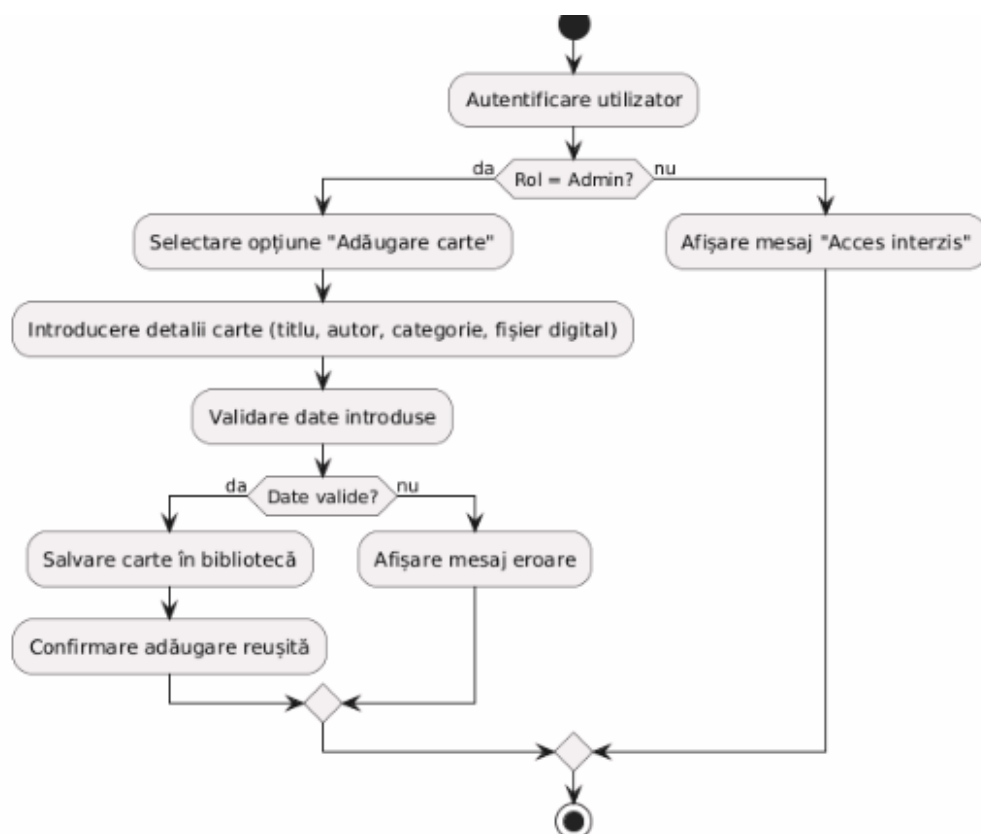 Autentificare utilizator
da
Rol = Admin?
nu
Selectare opțiune "Adăugare carte"
Afișare mesaj "Acces interzis"
Introducere detalii carte (titlu, autor, categorie, fișier digital)
Validare date introduse
da
Date valide?
nu
Salvare carte în bibliotecă
Afișare mesaj eroare
Confirmare adăugare reușită